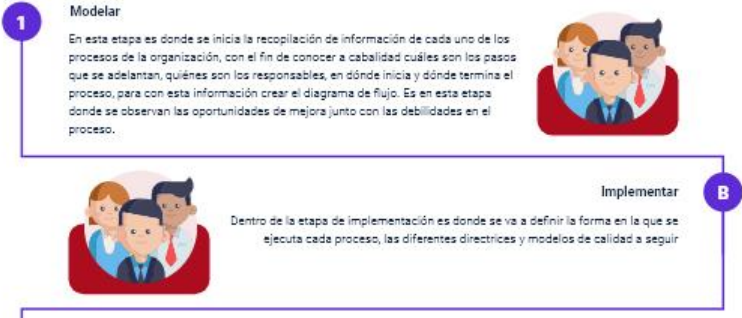 1
Modelar
En esta etapa es donde se inicia la recopilación de información de cada uno de los
procesos de la organización, con el fin de conocer a cabalidad cuáles son los pasos
que se adelantan, quiénes son los responsables, en dónde inicia y dónde termina el
proceso, para con esta información crear el diagrama de flujo. Es en esta etapa
donde se observan las oportunidades de mejora junto con las debilidades en el
proceso.
Implementar
B
Dentro de la etapa de implementación es donde se va a definir la forma en la que se
ejecuta cada proceso, las diferentes directrices y modelos de calidad a seguir